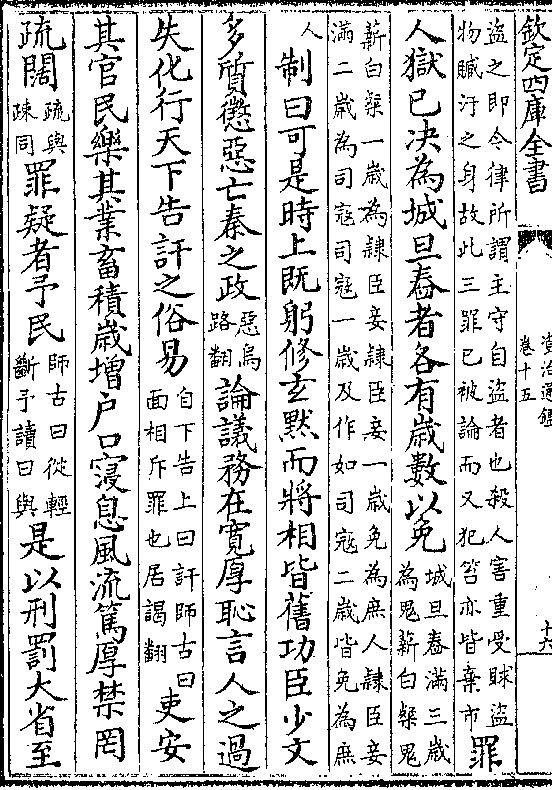 欽定四庫全書
資治通鑑
卷十五
十六
盜之即今律所謂主守自盜者也殺人害重受賕盜
物贓汙之身故此三罪已被論而又犯笞亦皆棄市
罪
人獄已决為城旦舂者各有歲數以免
城旦舂滿三歲
為鬼薪白粲鬼
薪白粲一歲為隸臣妾隸臣妾一歲免為庶人隸臣妾
滿二歲為司寇司寇一歲及作如司寇二歲皆免為庶
人
制曰可是時上既躬修玄默而將相皆舊功臣少文
多質懲惡亡秦之政
惡烏
路翻
論議務在寛厚恥言人之過
失化行天下告訐之俗易
自下告上曰訐師古曰
面相斥罪也居謁翻
吏安
其官民樂其業畜積歲增户口寖息風流篤厚禁罔
疏闊
疏與
疎同
罪疑者予民
師古曰從輕
斷予讀曰與
是以刑罰大省至